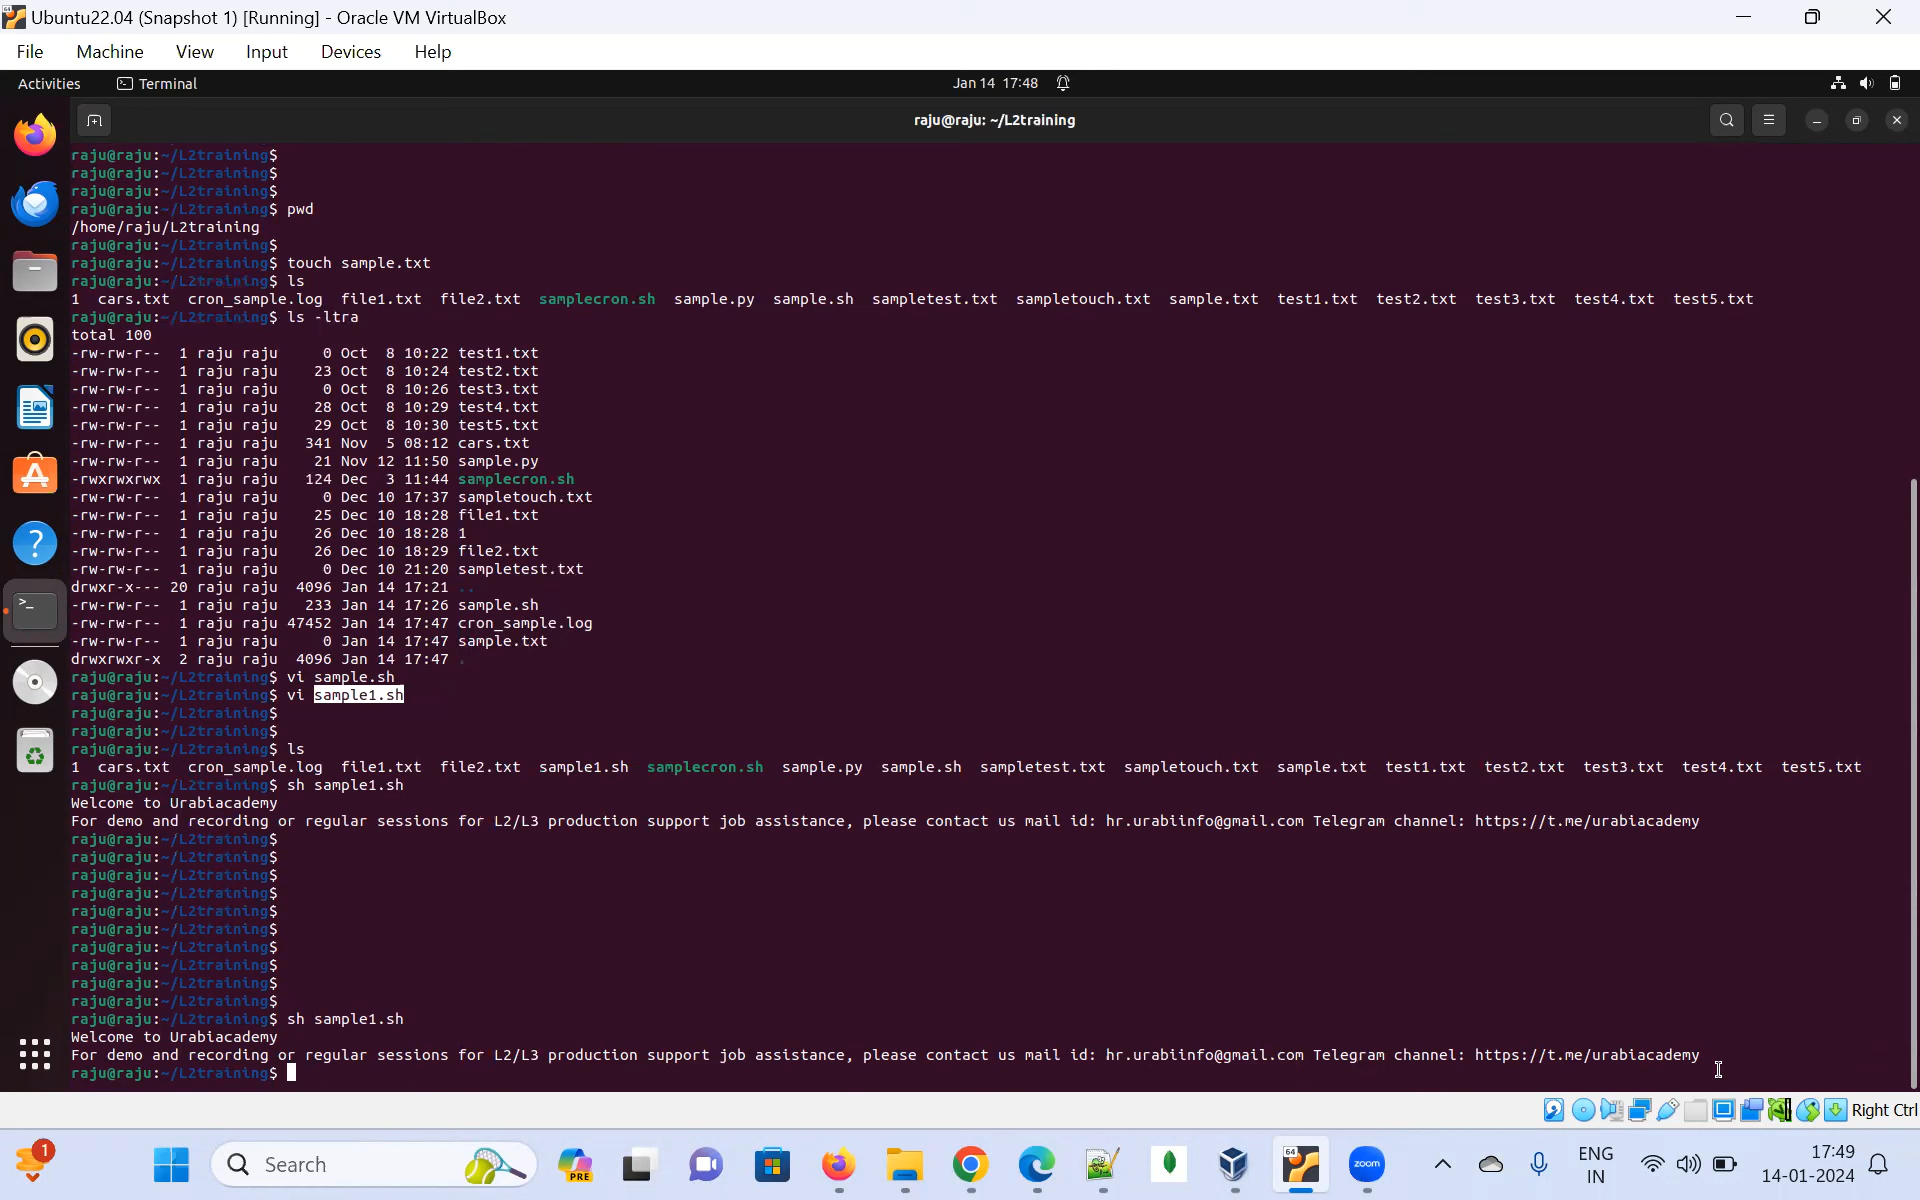 Ubuntu22.04 (Snapshot 1) [Running] - Oracle VM VirtualBox
File Machine View Input Devices Help
Activities Terminal Jan 14 17:48
raju@raju: ~/L2training
raju@raju:~/L2training$
raju@raju:~/L2training$
raju@raju:~/L2training$
raju@raju:~/L2training$ pwd
/home/raju/L2training
raju@raju:~/L2training$
raju@raju:~/L2training$ touch sample.txt
raju@raju:~/L2training$ ls
1 cars.txt cron_sample.log file1.txt file2.txt samplecron.sh sample.py sample.sh sampletest.txt sampletouch.txt sample.txt test1.txt test2.txt test3.txt test4.txt test5.txt
raju@raju:~/L2training$ ls -ltra
total 100
-rw-rw-r-- 1 raju raju 0 Oct 8 10:22 test1.txt
-rw-rw-r-- 1 raju raju 23 Oct 8 10:24 test2.txt
-rw-rw-r-- 1 raju raju 0 Oct 8 10:26 test3.txt
-rw-rw-r-- 1 raju raju 28 Oct 8 10:29 test4.txt
-rw-rw-r-- 1 raju raju 29 Oct 8 10:30 test5.txt
-rw-rw-r-- 1 raju raju 341 Nov 5 08:12 cars.txt
-rw-rw-r-- 1 raju raju 21 Nov 12 11:50 sample.py
-rwxrwxrwx 1 raju raju 124 Dec 3 11:44 samplecron.sh
-rw-rw-r-- 1 raju raju 0 Dec 10 17:37 sampletouch.txt
-rw-rw-r-- 1 raju raju 25 Dec 10 18:28 file1.txt
-rw-rw-r-- 1 raju raju 26 Dec 10 18:28 1
-rw-rw-r-- 1 raju raju 26 Dec 10 18:29 file2.txt
-rw-rw-r-- 1 raju raju 0 Dec 10 21:20 sampletest.txt
drwxr-x--- 20 raju raju 4096 Jan 14 17:21 ..
-rw-rw-r-- 1 raju raju 233 Jan 14 17:26 sample.sh
-rw-rw-r-- 1 raju raju 47452 Jan 14 17:47 cron_sample.log
-rw-rw-r-- 1 raju raju 0 Jan 14 17:47 sample.txt
drwxrwxr-x 2 raju raju 4096 Jan 14 17:47 .
raju@raju:~/L2training$ vi sample.sh
raju@raju:~/L2training$ vi sample1.sh
raju@raju:~/L2training$
raju@raju:~/L2training$
raju@raju:~/L2training$ ls
1 cars.txt cron_sample.log file1.txt file2.txt sample1.sh samplecron.sh sample.py sample.sh sampletest.txt sampletouch.txt sample.txt test1.txt test2.txt test3.txt test4.txt test5.txt
raju@raju:~/L2training$ sh sample1.sh
Welcome to Urabiacademy
For demo and recording or regular sessions for L2/L3 production support job assistance, please contact us mail id: hr.urabiinfo@gmail.com Telegram channel: https://t.me/urabiacademy
raju@raju:~/L2training$
raju@raju:~/L2training$
raju@raju:~/L2training$
raju@raju:~/L2training$
raju@raju:~/L2training$
raju@raju:~/L2training$
raju@raju:~/L2training$
raju@raju:~/L2training$
raju@raju:~/L2training$
raju@raju:~/L2training$
raju@raju:~/L2training$ sh sample1.sh
Welcome to Urabiacademy
For demo and recording or regular sessions for L2/L3 production support job assistance, please contact us mail id: hr.urabiinfo@gmail.com Telegram channel: https://t.me/urabiacademy
raju@raju:~/L2training$
Right Ctrl
1
Search
PRE
64
zoom
ENG
IN
17:49
14-01-2024